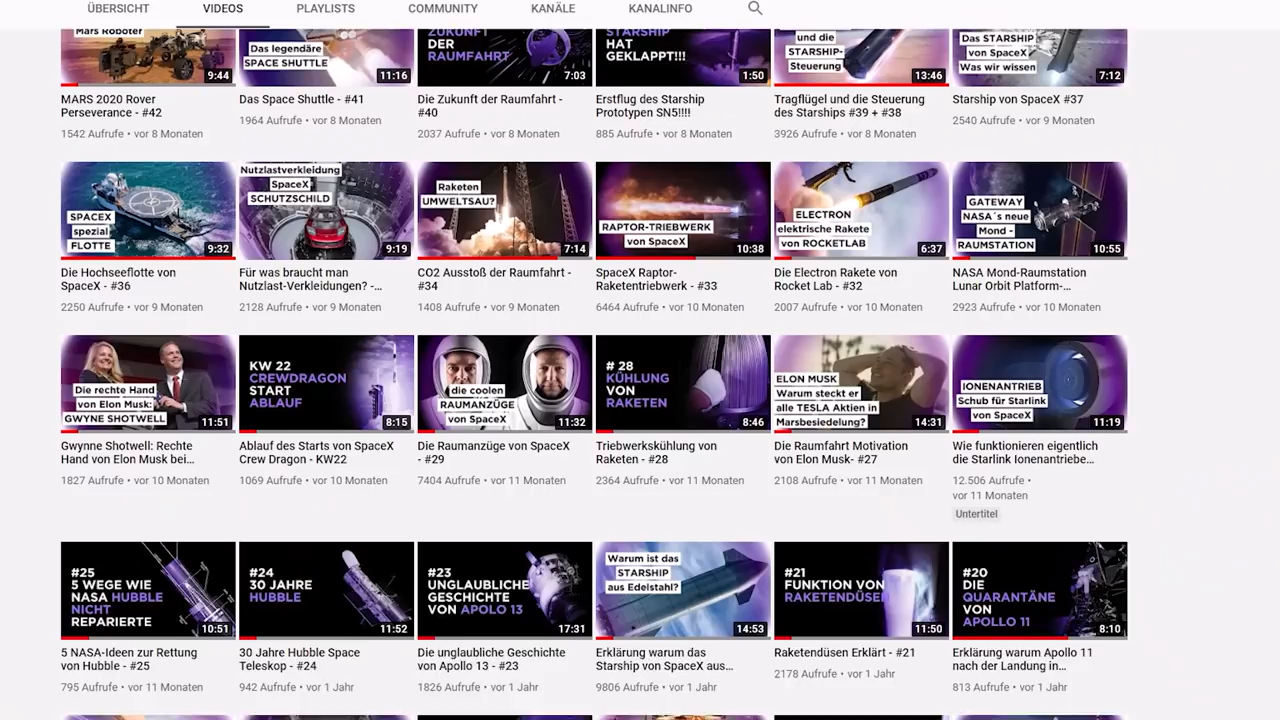 ÜBERSICHT VIDEOS PLAYLISTS COMMUNITY KANÄLE KANALINFO
Mars Roboter
9:44
Das legendäre
SPACE SHUTTLE
11:16
ZUKUNFT
DER
RAUMFAHRT
7:03
STARSHIP
HAT
GEKLAPPT!!!
1:50
und die
STARSHIP-
Steuerung
13:46
Das STARSHIP
von SpaceX
Was wir wissen
7:12
MARS 2020 Rover
Perseverance - #42
1542 Aufrufe • vor 8 Monaten
Das Space Shuttle - #41
1964 Aufrufe • vor 8 Monaten
Die Zukunft der Raumfahrt -
#40
2037 Aufrufe • vor 8 Monaten
Erstflug des Starship
Prototypen SN5!!!!
885 Aufrufe • vor 8 Monaten
Tragflügel und die Steuerung
des Starships #39 + #38
3926 Aufrufe • vor 8 Monaten
Starship von SpaceX #37
2540 Aufrufe • vor 9 Monaten
SPACEX
spezial
FLOTTE
9:32
Nutzlastverkleidung
SpaceX
SCHUTZSCHILD
9:19
Raketen
UMWELTSAU?
7:14
RAPTOR-TRIEBWERK
von SpaceX
10:38
ELECTRON
elektrische Rakete
von ROCKETLAB
6:37
GATEWAY
NASA´s neue
Mond -
RAUMSTATION
10:55
Die Hochseeflotte von
SpaceX - #36
2250 Aufrufe • vor 9 Monaten
Für was braucht man
Nutzlast-Verkleidungen? -...
2128 Aufrufe • vor 9 Monaten
CO2 Ausstoß der Raumfahrt -
#34
1408 Aufrufe • vor 9 Monaten
SpaceX Raptor-
Raketentriebwerk - #33
6464 Aufrufe • vor 10 Monaten
Die Electron Rakete von
Rocket Lab - #32
2007 Aufrufe • vor 10 Monaten
NASA Mond-Raumstation
Lunar Orbit Platform-...
2923 Aufrufe • vor 10 Monaten
Die rechte Hand
von Elon Musk:
GWYNE SHOTWELL
11:51
KW 22
CREWDRAGON
START
ABLAUF
8:15
die coolen
RAUMANZÜGE
von SpaceX
11:32
# 28
KÜHLUNG
VON
RAKETEN
8:46
ELON MUSK
Warum steckt er
alle TESLA Aktien in
Marsbesiedelung?
14:31
IONENANTRIEB
Schub für Starlink
von SpaceX
11:19
Gwynne Shotwell: Rechte
Hand von Elon Musk bei...
1827 Aufrufe • vor 10 Monaten
Ablauf des Starts von SpaceX
Crew Dragon - KW22
1069 Aufrufe • vor 10 Monaten
Die Raumanzüge von SpaceX
- #29
7404 Aufrufe • vor 11 Monaten
Triebwerkskühlung von
Raketen - #28
2364 Aufrufe • vor 11 Monaten
Die Raumfahrt Motivation
von Elon Musk- #27
2108 Aufrufe • vor 11 Monaten
Wie funktionieren eigentlich
die Starlink Ionenantriebe...
12.506 Aufrufe •
vor 11 Monaten
Untertitel
#25
5 WEGE WIE
NASA HUBBLE
NICHT
REPARIERTE
10:51
#24
30 JAHRE
HUBBLE
11:52
#23
UNGLAUBLICHE
GESCHICHTE
VON APOLO 13
17:31
Warum ist das
STARSHIP
aus Edelstahl?
14:53
#21
FUNKTION VON
RAKETENDÜSEN
11:50
#20
DIE
QUARANTÄNE
VON
APOLLO 11
8:10
5 NASA-Ideen zur Rettung
von Hubble - #25
795 Aufrufe • vor 11 Monaten
30 Jahre Hubble Space
Teleskop - #24
942 Aufrufe • vor 1 Jahr
Die unglaubliche Geschichte
von Apollo 13 - #23
1826 Aufrufe • vor 1 Jahr
Erklärung warum das
Starship von SpaceX aus...
9806 Aufrufe • vor 1 Jahr
Raketendüsen Erklärt - #21
2178 Aufrufe • vor 1 Jahr
Erklärung warum Apollo 11
nach der Landung in...
813 Aufrufe • vor 1 Jahr